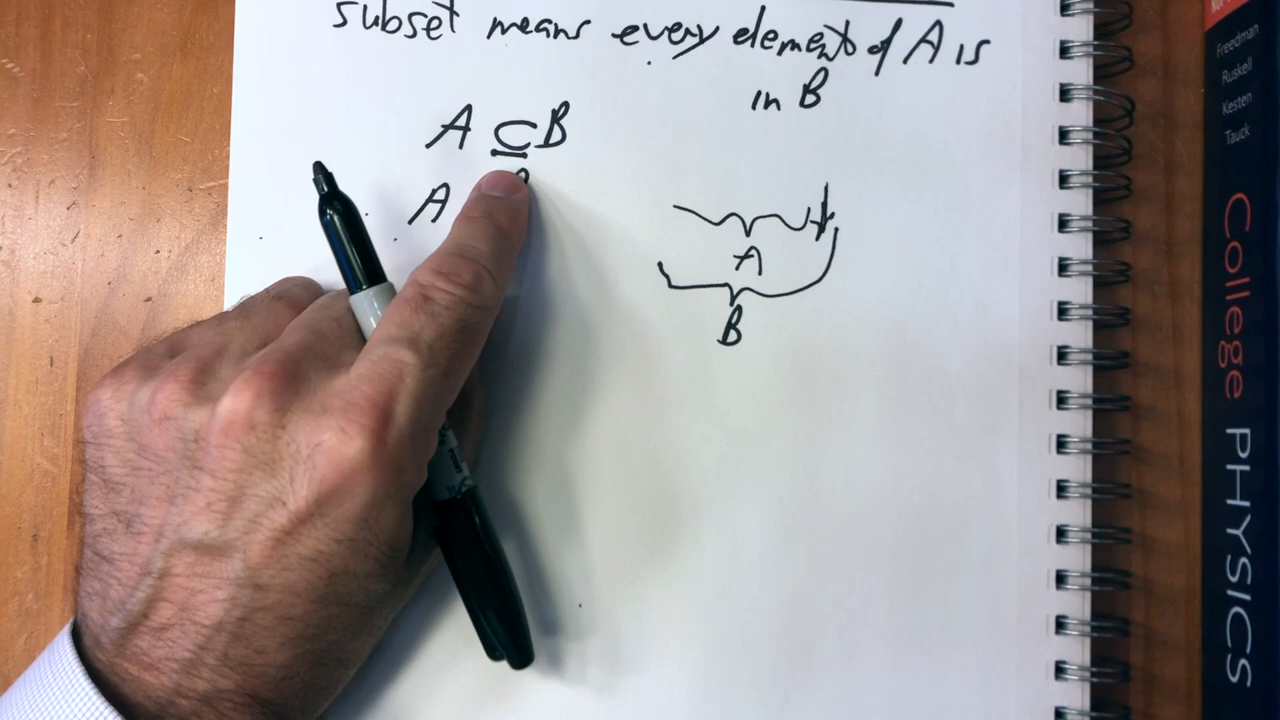 subset means every element of A is
in B
A ⊆ B
A
A
B
Freedman
Ruskell
Kesten
Tauck
College PHYSICS